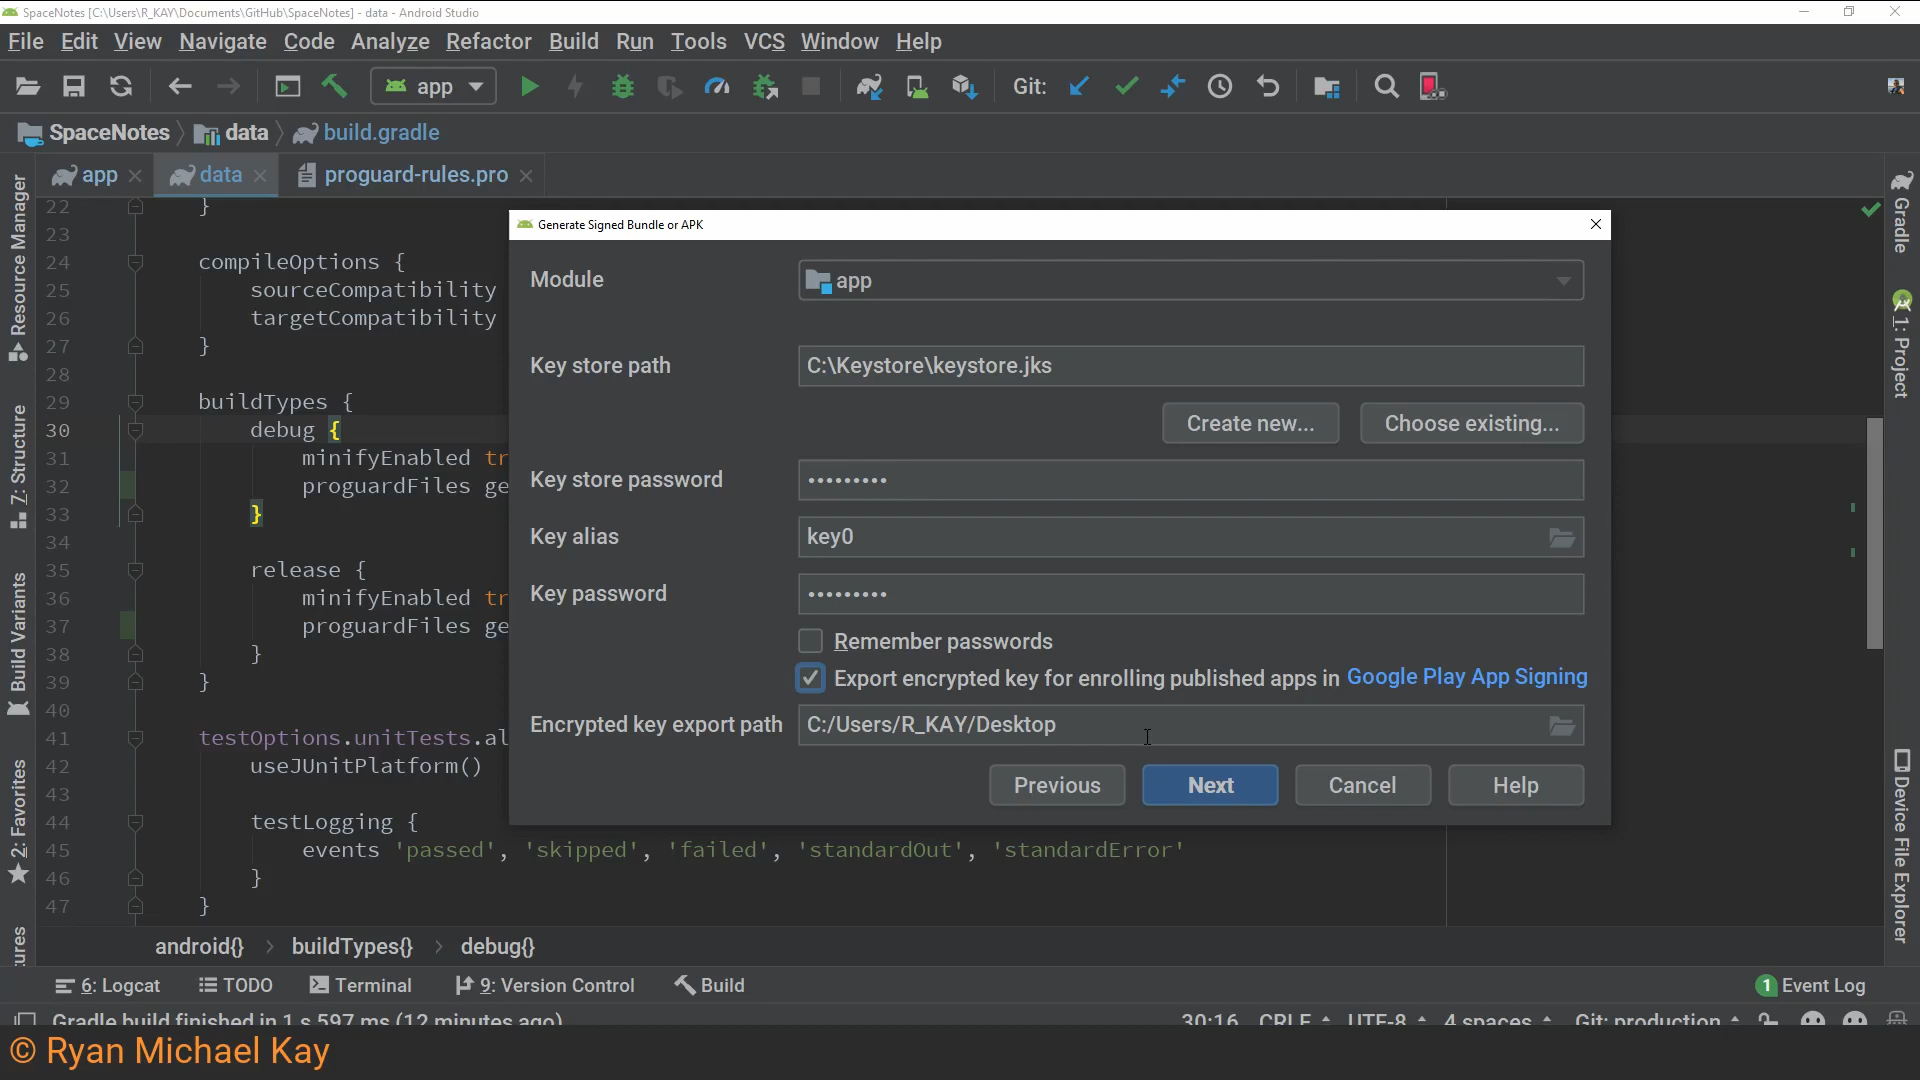 SpaceNotes [C:\Users\R_KAY\Documents\GitHub\SpaceNotes] - data - Android Studio
File Edit View Navigate Code Analyze Refactor Build Run Tools VCS Window Help
app Git:
SpaceNotes data build.gradle
app data proguard-rules.pro
Resource Manager
7: Structure
Build Variants
2: Favorites
22 }
23
24 compileOptions {
25 sourceCompatibility
26 targetCompatibility
27 }
28
29 buildTypes {
30 debug {
31 minifyEnabled tr
32 proguardFiles ge
33 }
34
35 release {
36 minifyEnabled tr
37 proguardFiles ge
38 }
39 }
40
41 testOptions.unitTests.al
42 useJUnitPlatform()
43
44 testLogging {
45 events 'passed', 'skipped', 'failed', 'standardOut', 'standardError'
46 }
47 }
Generate Signed Bundle or APK
Module app
Key store path C:\Keystore\keystore.jks
Create new... Choose existing...
Key store password •••••••••
Key alias key0
Key password •••••••••
Remember passwords
Export encrypted key for enrolling published apps in Google Play App Signing
Encrypted key export path C:/Users/R_KAY/Desktop
Previous Next Cancel Help
Gradle
1: Project
Device File Explorer
android{} › buildTypes{} › debug{}
6: Logcat TODO Terminal 9: Version Control Build 1 Event Log
Gradle build finished in 1 s 597 ms (12 minutes ago) 30:16 CRLF UTF-8 4 spaces Git: production
© Ryan Michael Kay